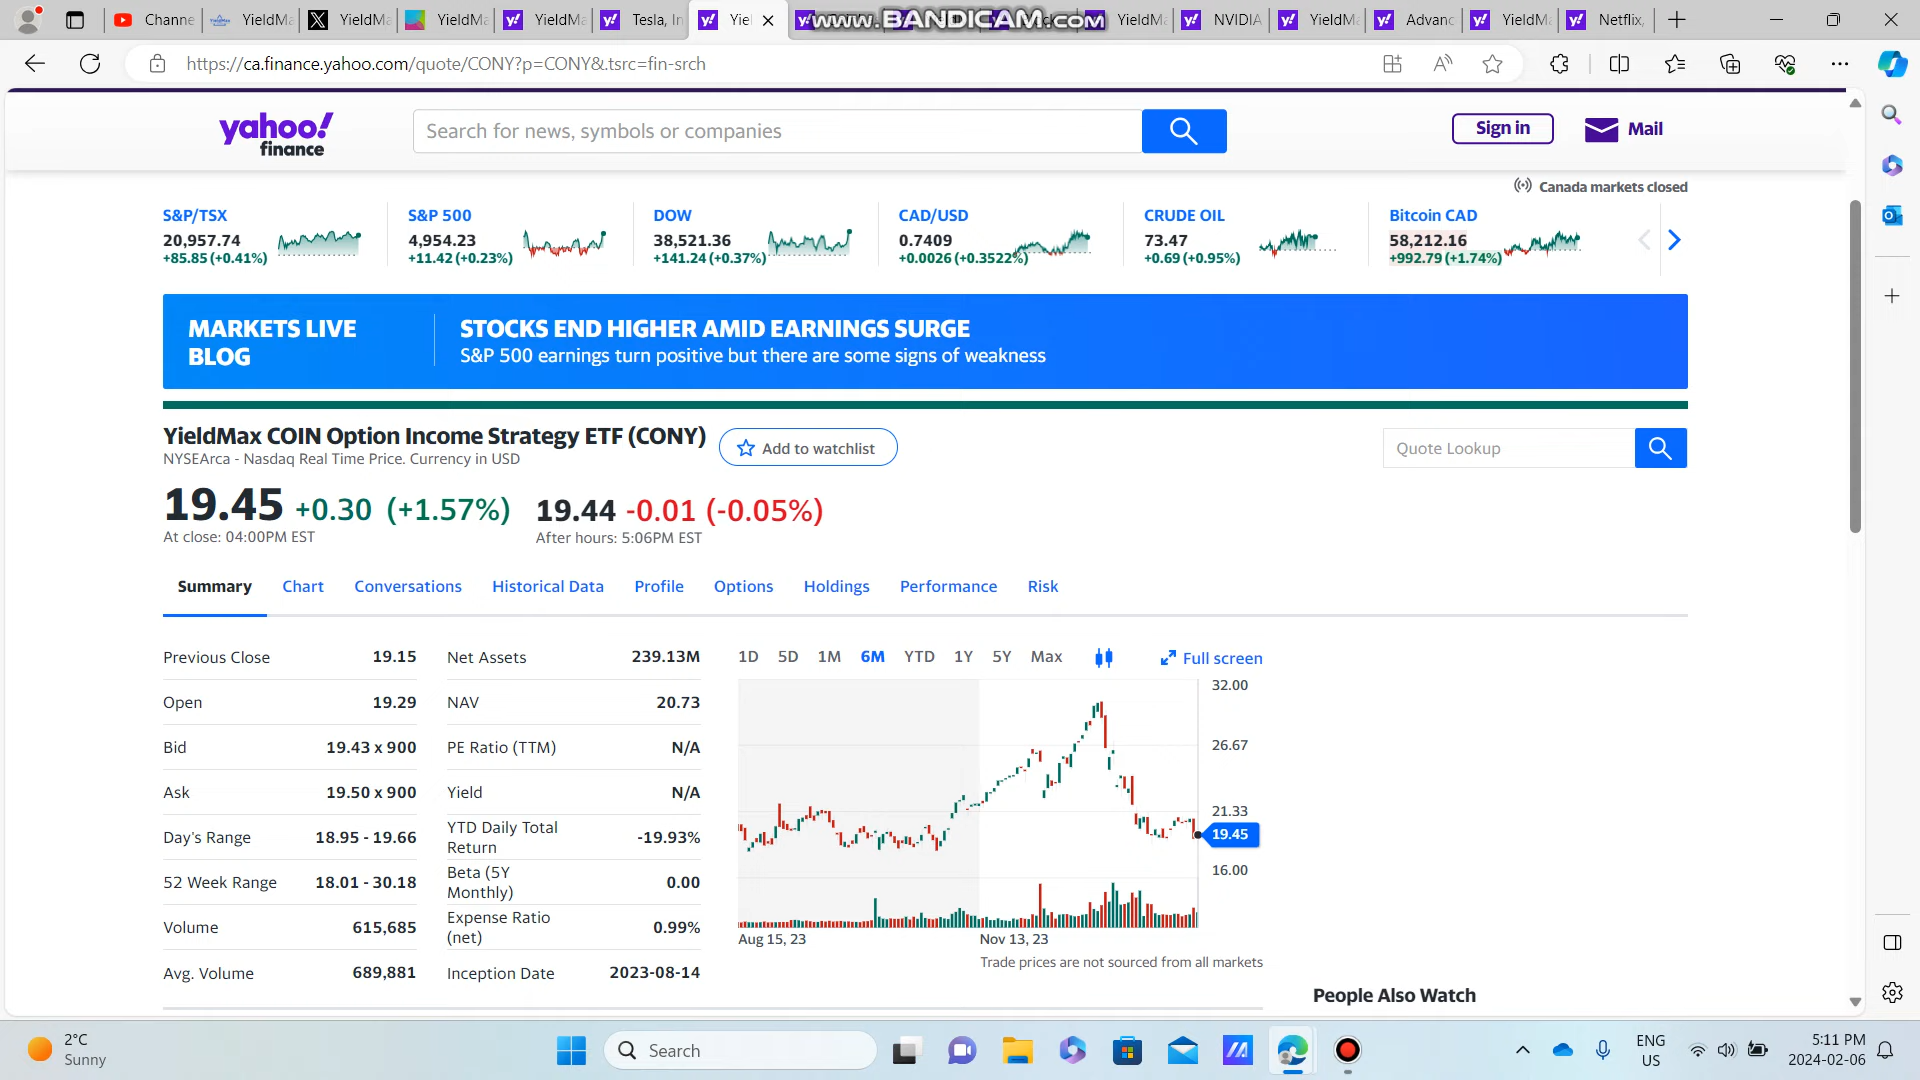 Channe
YieldMa
YieldMa
YieldM
YieldMa
Tesla, In
Yie
www.BANDICAM.com
YieldMa
NVIDIA
YieldMa
Advanc
YieldMa
Netflix,
https://ca.finance.yahoo.com/quote/CONY?p=CONY&.tsrc=fin-srch
yahoo!
finance
Search for news, symbols or companies
Sign in
Mail
Canada markets closed
S&P/TSX
20,957.74
+85.85 (+0.41%)
S&P 500
4,954.23
+11.42 (+0.23%)
DOW
38,521.36
+141.24 (+0.37%)
CAD/USD
0.7409
+0.0026 (+0.3522%)
CRUDE OIL
73.47
+0.69 (+0.95%)
Bitcoin CAD
58,212.16
+992.79 (+1.74%)
MARKETS LIVE
BLOG
STOCKS END HIGHER AMID EARNINGS SURGE
S&P 500 earnings turn positive but there are some signs of weakness
YieldMax COIN Option Income Strategy ETF (CONY)
NYSEArca - Nasdaq Real Time Price. Currency in USD
Add to watchlist
Quote Lookup
19.45 +0.30 (+1.57%) 19.44 -0.01 (-0.05%)
At close: 04:00PM EST
After hours: 5:06PM EST
Summary Chart Conversations Historical Data Profile Options Holdings Performance Risk
Previous Close 19.15
Open 19.29
Bid 19.43 x 900
Ask 19.50 x 900
Day's Range 18.95 - 19.66
52 Week Range 18.01 - 30.18
Volume 615,685
Avg. Volume 689,881
Net Assets 239.13M
NAV 20.73
PE Ratio (TTM) N/A
Yield N/A
YTD Daily Total
Return -19.93%
Beta (5Y
Monthly) 0.00
Expense Ratio
(net) 0.99%
Inception Date 2023-08-14
1D 5D 1M 6M YTD 1Y 5Y Max
Full screen
32.00
26.67
21.33
19.45
16.00
Aug 15, 23
Nov 13, 23
Trade prices are not sourced from all markets
People Also Watch
2°C
Sunny
Search
ENG
US
5:11 PM
2024-02-06